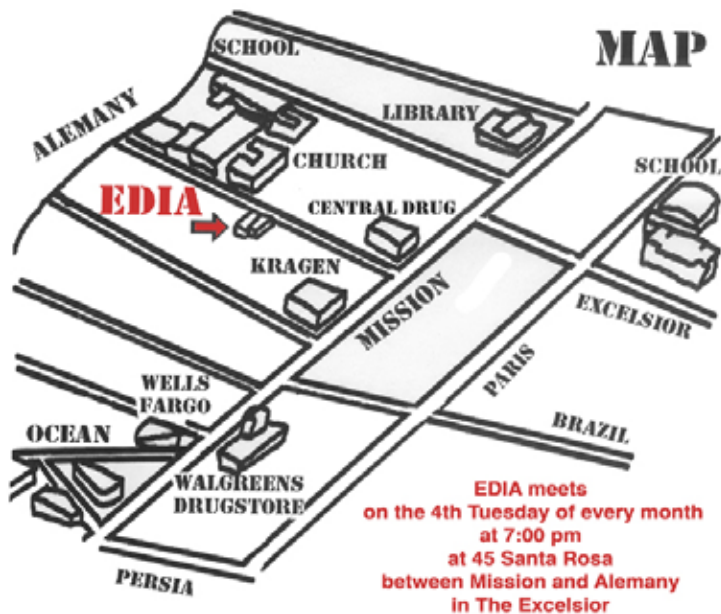 MAP
SCHOOL
LIBRARY
ALEMANY
CHURCH
SCHOOL
EDIA
CENTRAL DRUG
KRAGEN
MISSION
EXCELSIOR
PARIS
WELLS
FARGO
BRAZIL
OCEAN
WALGREENS
DRUGSTORE
PERSIA
EDIA meets
on the 4th Tuesday of every month
at 7:00 pm
at 45 Santa Rosa
between Mission and Alemany
in The Excelsior